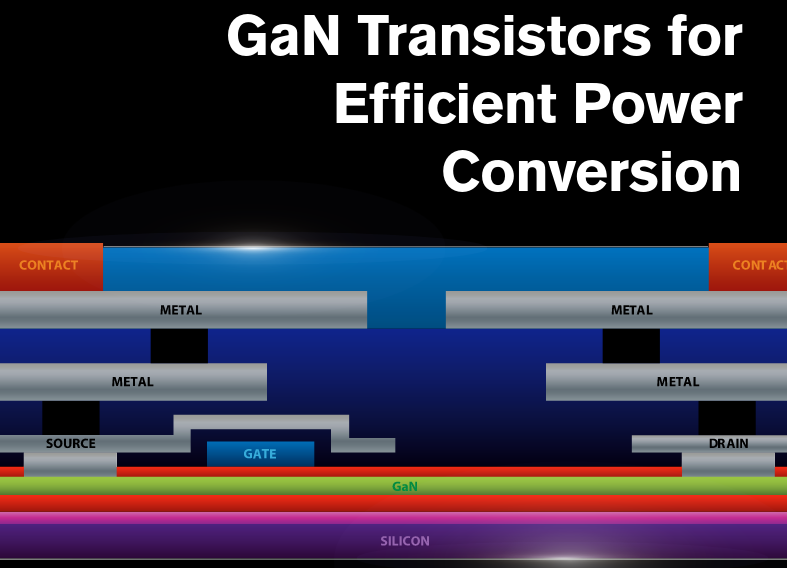 GaN Transistors for
Efficient Power
Conversion
CONTACT
CONTACT
METAL
METAL
METAL
METAL
SOURCE
GATE
DRAIN
GaN
SILICON